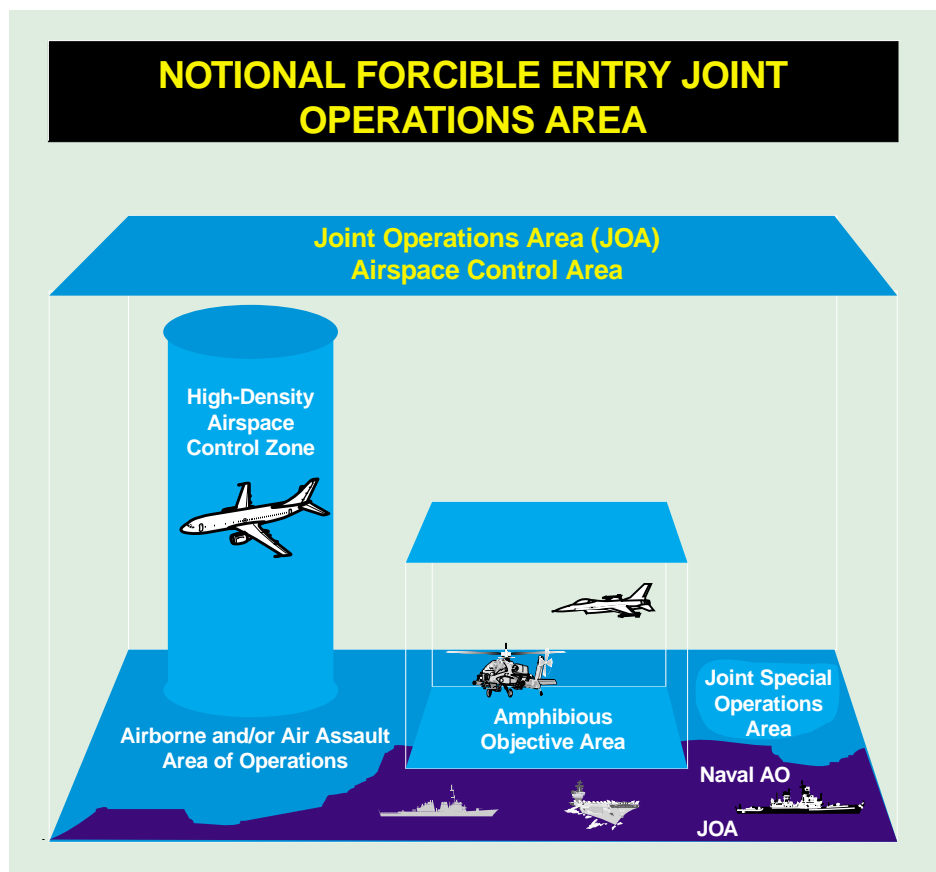 NOTIONAL FORCIBLE ENTRY JOINT
OPERATIONS AREA
Joint Operations Area (JOA)
Airspace Control Area
High-Density
Airspace
Control Zone
Joint Special
Operations
Area
Amphibious
Objective Area
Airborne and/or Air Assault
Area of Operations
Naval AO
JOA